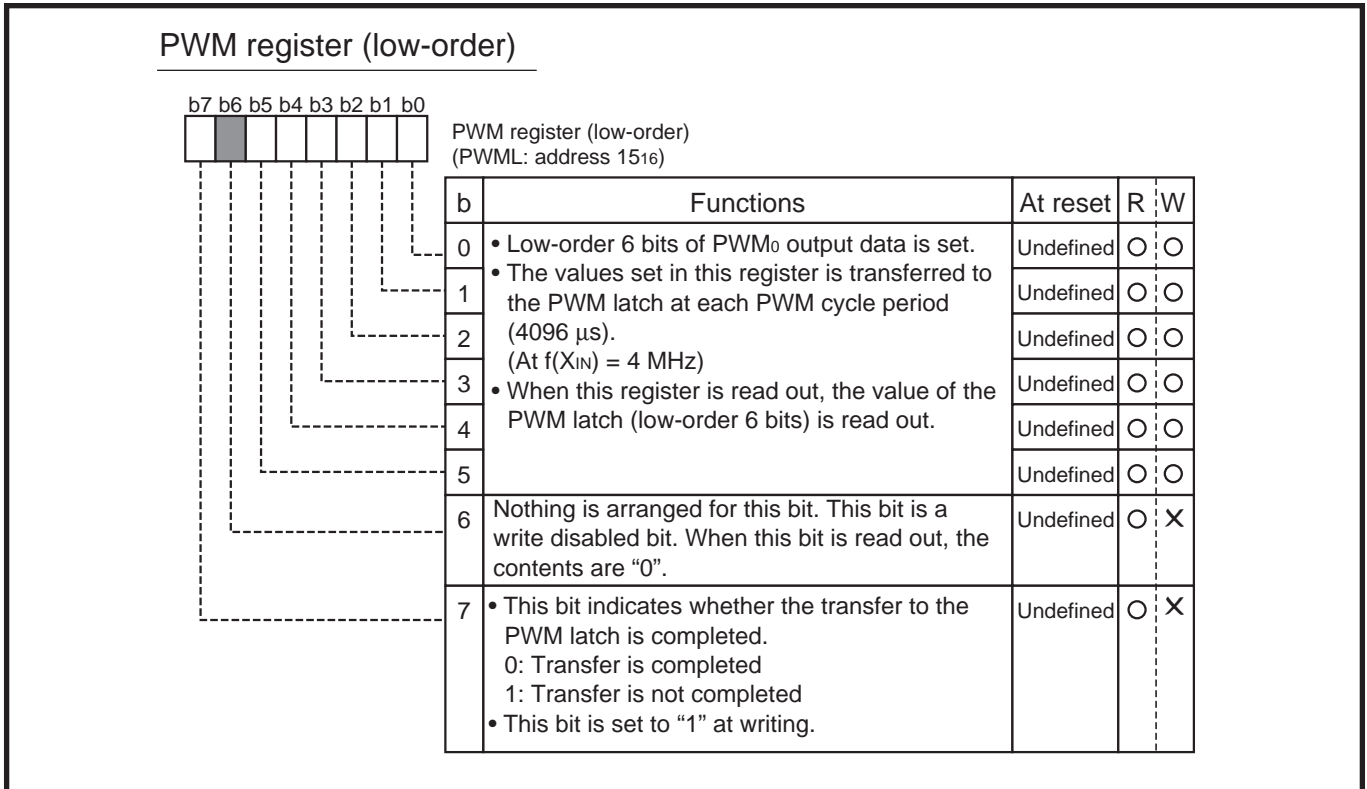 PWM register (low-order)
b7 b6 b5 b4 b3 b2 b1 b0
PWM register (low-order)
(PWML: address 1516)
b Functions At reset R W
0 • Low-order 6 bits of PWM0 output data is set. Undefined O O
• The values set in this register is transferred to
1 the PWM latch at each PWM cycle period Undefined O O
2 (4096 μs). Undefined O O
(At f(XIN) = 4 MHz)
3 • When this register is read out, the value of the Undefined O O
4 PWM latch (low-order 6 bits) is read out. Undefined O O
5 Undefined O O
6 Nothing is arranged for this bit. This bit is a Undefined O X
write disabled bit. When this bit is read out, the
contents are “0”.
7 • This bit indicates whether the transfer to the Undefined O X
PWM latch is completed.
0: Transfer is completed
1: Transfer is not completed
• This bit is set to “1” at writing.